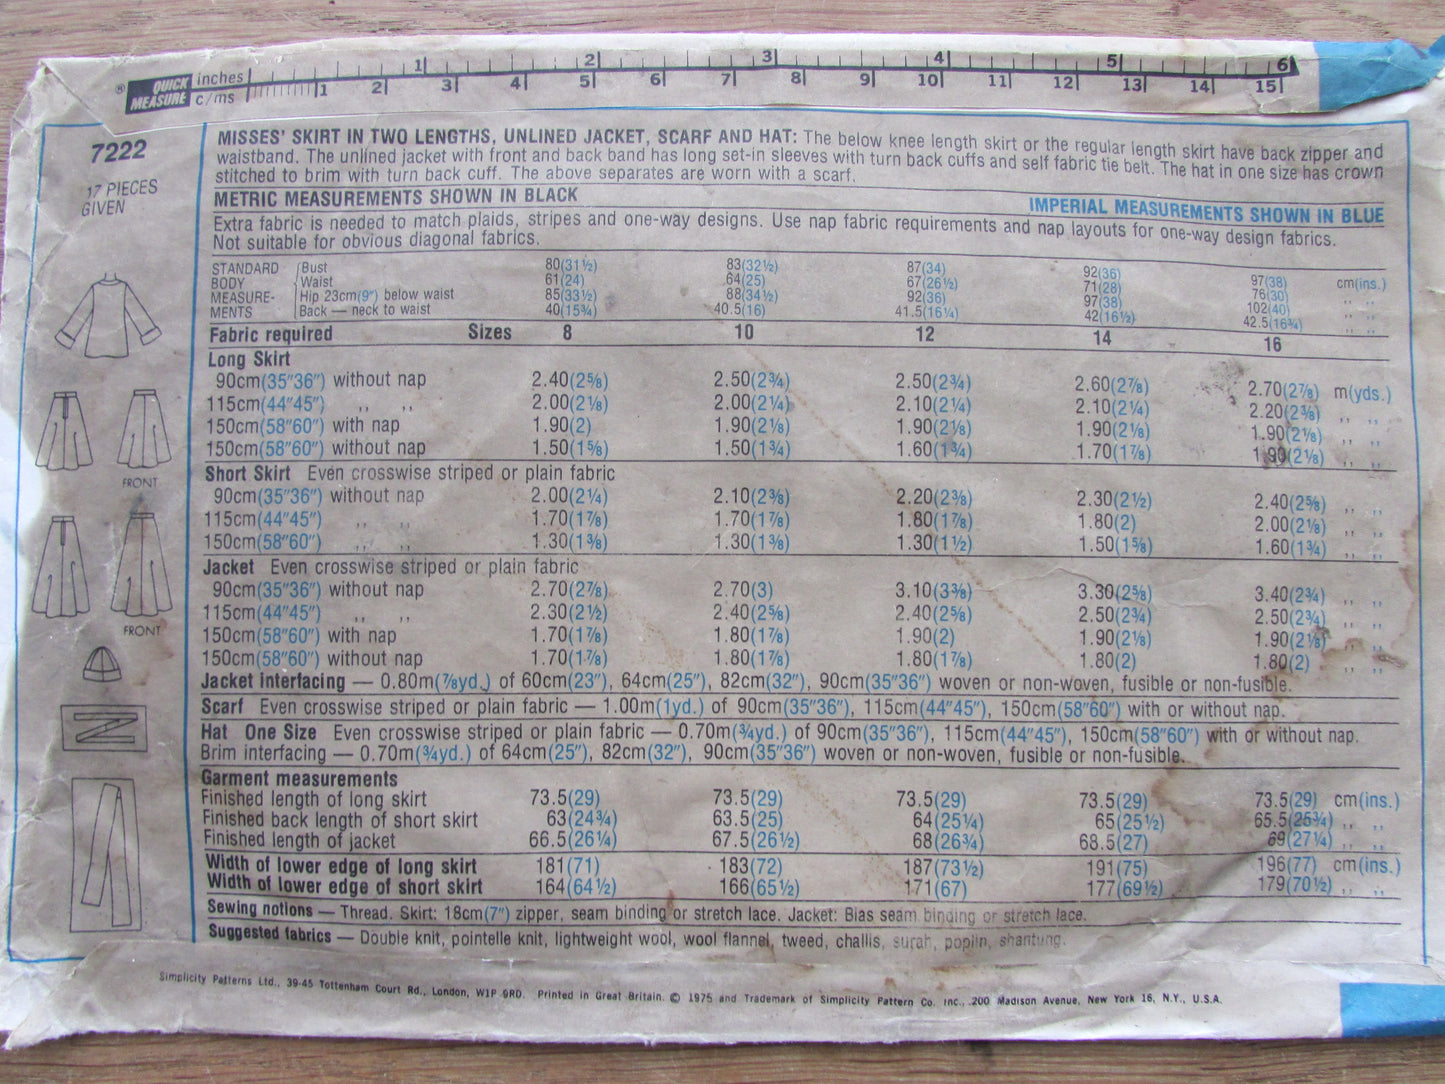 ® QUICK MEASURE inches 1 2 3 4 5 6
c/ms 1 2 3 4 5 6 7 8 9 10 11 12 13 14 15
7222
17 PIECES
GIVEN
FRONT
FRONT
MISSES' SKIRT IN TWO LENGTHS, UNLINED JACKET, SCARF AND HAT: The below knee length skirt or the regular length skirt have back zipper and
waistband. The unlined jacket with front and back band has long set-in sleeves with turn back cuffs and self fabric tie belt. The hat in one size has crown
stitched to brim with turn back cuff. The above separates are worn with a scarf.
METRIC MEASUREMENTS SHOWN IN BLACK IMPERIAL MEASUREMENTS SHOWN IN BLUE
Extra fabric is needed to match plaids, stripes and one-way designs. Use nap fabric requirements and nap layouts for one-way design fabrics.
Not suitable for obvious diagonal fabrics.
STANDARD Bust 80(31½) 83(32½) 87(34) 92(36) 97(38) cm(ins.)
BODY Waist 61(24) 64(25) 67(26½) 71(28) 76(30) ,, ,,
MEASURE- Hip 23cm(9") below waist 85(33½) 88(34½) 92(36) 97(38) 102(40) ,, ,,
MENTS Back — neck to waist 40(15¾) 40.5(16) 41.5(16¼) 42(16½) 42.5(16¾) ,, ,,
Fabric required Sizes 8 10 12 14 16
Long Skirt
90cm(35"36") without nap 2.40(2⅝) 2.50(2¾) 2.50(2¾) 2.60(2⅞) 2.70(2⅞) m(yds.)
115cm(44"45") ,, ,, 2.00(2⅛) 2.00(2¼) 2.10(2¼) 2.10(2¼) 2.20(2⅜) ,, ,,
150cm(58"60") with nap 1.90(2) 1.90(2⅛) 1.90(2⅛) 1.90(2⅛) 1.90(2⅛) ,, ,,
150cm(58"60") without nap 1.50(1⅝) 1.50(1¾) 1.60(1¾) 1.70(1⅞) 1.90(2⅛) ,, ,,
Short Skirt Even crosswise striped or plain fabric
90cm(35"36") without nap 2.00(2¼) 2.10(2⅜) 2.20(2⅜) 2.30(2½) 2.40(2⅝) ,, ,,
115cm(44"45") ,, ,, 1.70(1⅞) 1.70(1⅞) 1.80(1⅞) 1.80(2) 2.00(2⅛) ,, ,,
150cm(58"60") ,, ,, 1.30(1⅜) 1.30(1⅜) 1.30(1½) 1.50(1⅝) 1.60(1¾) ,, ,,
Jacket Even crosswise striped or plain fabric
90cm(35"36") without nap 2.70(2⅞) 2.70(3) 3.10(3⅜) 3.30(2⅝) 3.40(2¾) ,, ,,
115cm(44"45") ,, ,, 2.30(2½) 2.40(2⅝) 2.40(2⅝) 2.50(2¾) 2.50(2¾) ,, ,,
150cm(58"60") with nap 1.70(1⅞) 1.80(1⅞) 1.90(2) 1.90(2⅛) 1.90(2⅛) ,, ,,
150cm(58"60") without nap 1.70(1⅞) 1.80(1⅞) 1.80(1⅞) 1.80(2) 1.80(2) ,, ,,
Jacket interfacing — 0.80m(⅞yd.) of 60cm(23"), 64cm(25"), 82cm(32"), 90cm(35"36") woven or non-woven, fusible or non-fusible.
Scarf Even crosswise striped or plain fabric — 1.00m(1yd.) of 90cm(35"36"), 115cm(44"45"), 150cm(58"60") with or without nap.
Hat One Size Even crosswise striped or plain fabric — 0.70m(¾yd.) of 90cm(35"36"), 115cm(44"45"), 150cm(58"60") with or without nap.
Brim interfacing — 0.70m(¾yd.) of 64cm(25"), 82cm(32"), 90cm(35"36") woven or non-woven, fusible or non-fusible.
Garment measurements
Finished length of long skirt 73.5(29) 73.5(29) 73.5(29) 73.5(29) 73.5(29) cm(ins.)
Finished back length of short skirt 63(24¾) 63.5(25) 64(25¼) 65(25½) 65.5(25¾) ,, ,,
Finished length of jacket 66.5(26¼) 67.5(26½) 68(26¾) 68.5(27) 69(27¼) ,, ,,
Width of lower edge of long skirt 181(71) 183(72) 187(73½) 191(75) 196(77) cm(ins.)
Width of lower edge of short skirt 164(64½) 166(65½) 171(67) 177(69½) 179(70½) ,, ,,
Sewing notions — Thread. Skirt: 18cm(7") zipper, seam binding or stretch lace. Jacket: Bias seam binding or stretch lace.
Suggested fabrics — Double knit, pointelle knit, lightweight wool, wool flannel, tweed, challis, surah, poplin, shantung.
Simplicity Patterns Ltd., 39-45 Tottenham Court Rd., London, W1P 9RD. Printed in Great Britain. © 1975 and Trademark of Simplicity Pattern Co. Inc., 200 Madison Avenue, New York 16, N.Y., U.S.A.